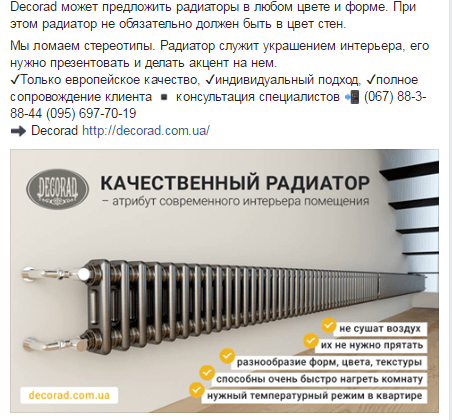 Decorad может предложить радиаторы в любом цвете и форме. При
этом радиатор не обязательно должен быть в цвет стен.
Мы ломаем стереотипы. Радиатор служит украшением интерьера, его
нужно презентовать и делать акцент на нем.
✓Только европейское качество, ✓индивидуальный подход, ✓полное
сопровождение клиента ▪ консультация специалистов 📲 (067) 88-3-
88-44 (095) 697-70-19
➡ Decorad http://decorad.com.ua/
DECORAD
КАЧЕСТВЕННЫЙ РАДИАТОР
– атрибут современного интерьера помещения
не сушат воздух
их не нужно прятать
разнообразие форм, цвета, текстуры
способны очень быстро нагреть комнату
нужный температурный режим в квартире
decorad.com.ua